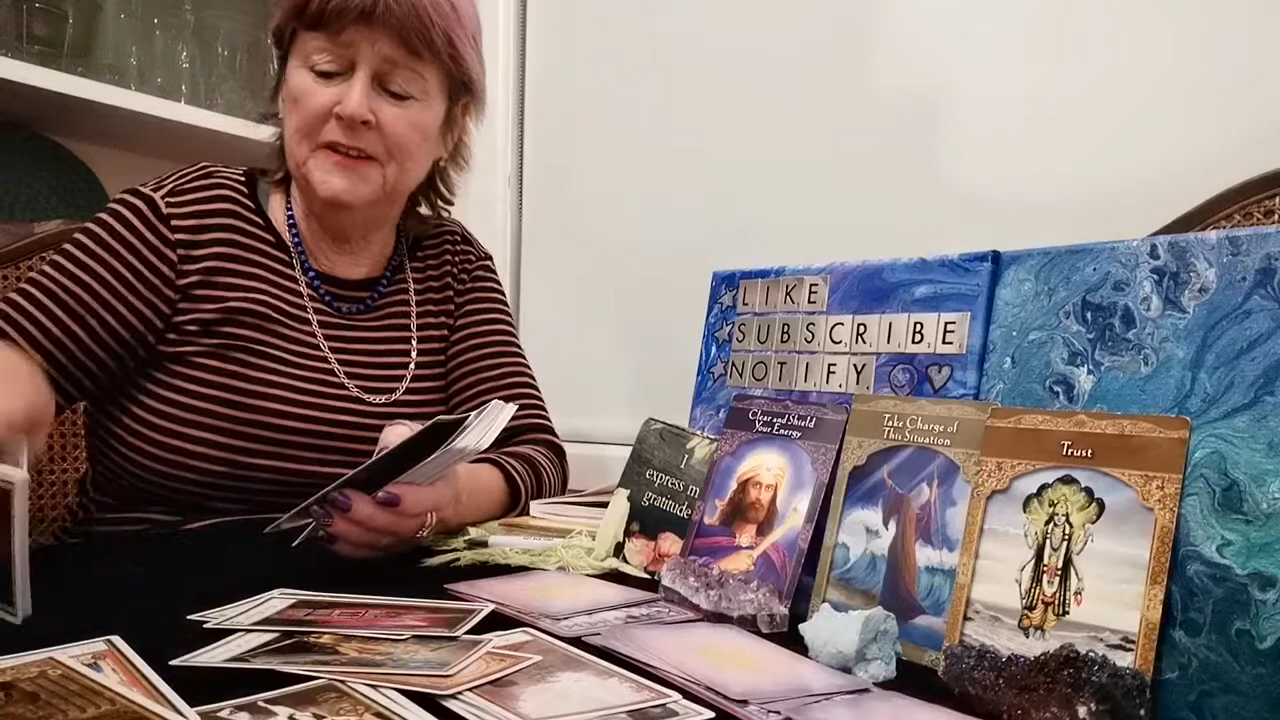 LIKE
SUBSCRIBE
NOTIFY
I
express m
gratitude
Clear and Shield
Your Energy
Take Charge of
This Situation
Trust